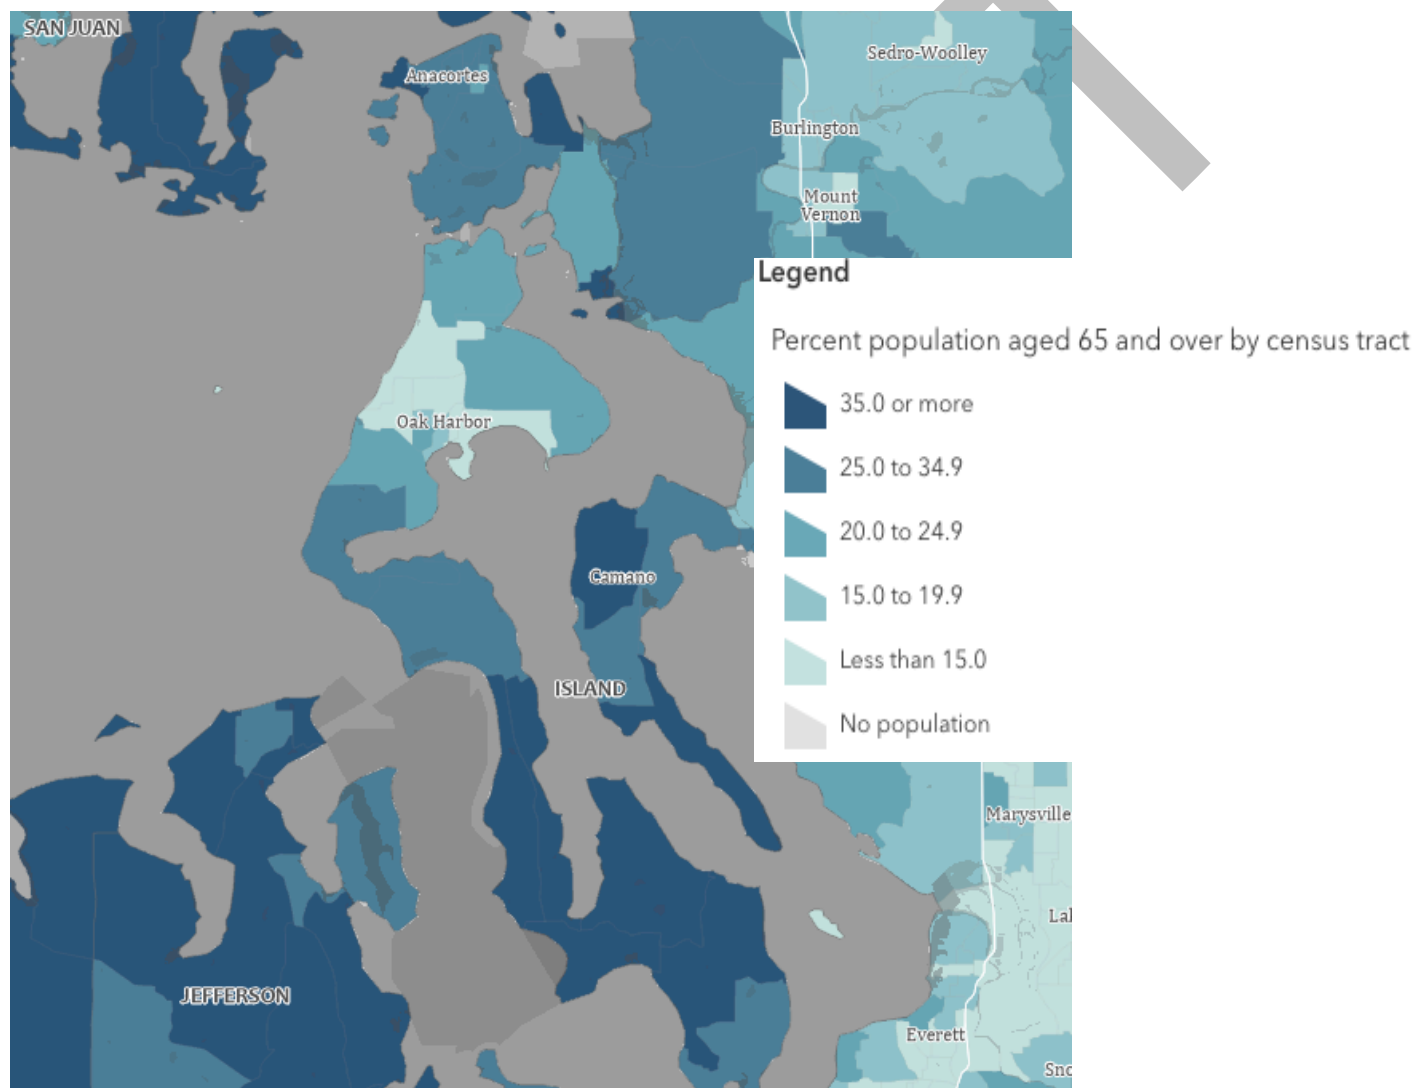 SAN JUAN
Sedro-Woolley
Anacortes
Burlington
Mount
Vernon
Legend
Percent population aged 65 and over by census tract
35.0 or more
25.0 to 34.9
20.0 to 24.9
15.0 to 19.9
Less than 15.0
No population
Oak Harbor
Camano
ISLAND
Marysville
Lal
JEFFERSON
Everett
Sno